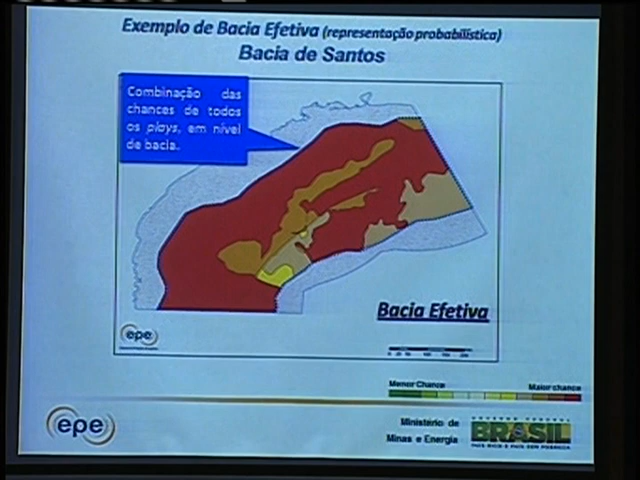 Exemplo de Bacia Efetiva (representação probabilística)
Bacia de Santos
Combinação das
chances de todos
os plays, em nível
de bacia.
Bacia Efetiva
epe
Menor Chance
Maior chance
epe
Ministério de
Minas e Energia
GOVERNO FEDERAL
BRASIL
PAÍS RICO É PAÍS SEM POBREZA